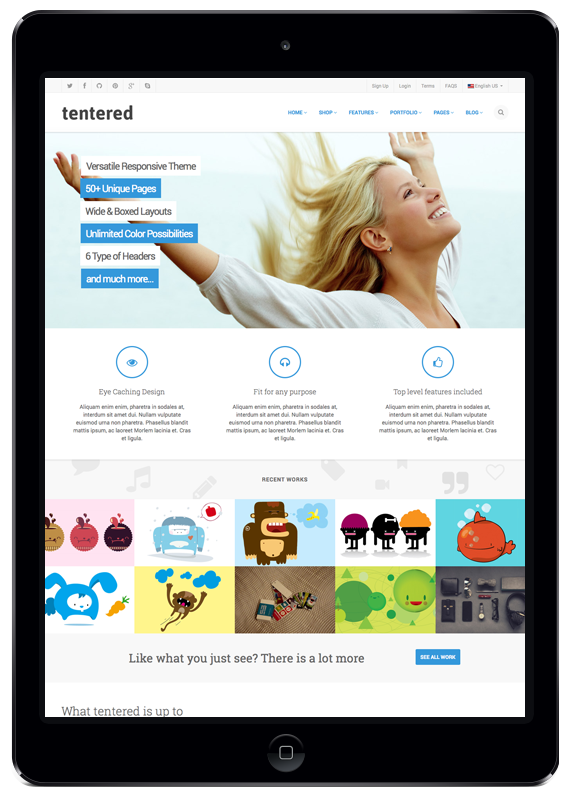 Sign Up Login Terms FAQS English US
tentered
HOME SHOP FEATURES PORTFOLIO PAGES BLOG
Versatile Responsive Theme
50+ Unique Pages
Wide & Boxed Layouts
Unlimited Color Possibilities
6 Type of Headers
and much more...
Eye Caching Design
Aliquam enim enim, pharetra in sodales at,
interdum sit amet dui. Nullam vulputate
euismod urna non pharetra. Phasellus blandit
mattis ipsum, ac laoreet Morlem lacinia et. Cras
et ligula.
Fit for any purpose
Aliquam enim enim, pharetra in sodales at,
interdum sit amet dui. Nullam vulputate
euismod urna non pharetra. Phasellus blandit
mattis ipsum, ac laoreet Morlem lacinia et. Cras
et ligula.
Top level features included
Aliquam enim enim, pharetra in sodales at,
interdum sit amet dui. Nullam vulputate
euismod urna non pharetra. Phasellus blandit
mattis ipsum, ac laoreet Morlem lacinia et. Cras
et ligula.
RECENT WORKS
Like what you just see? There is a lot more
SEE ALL WORK
What tentered is up to